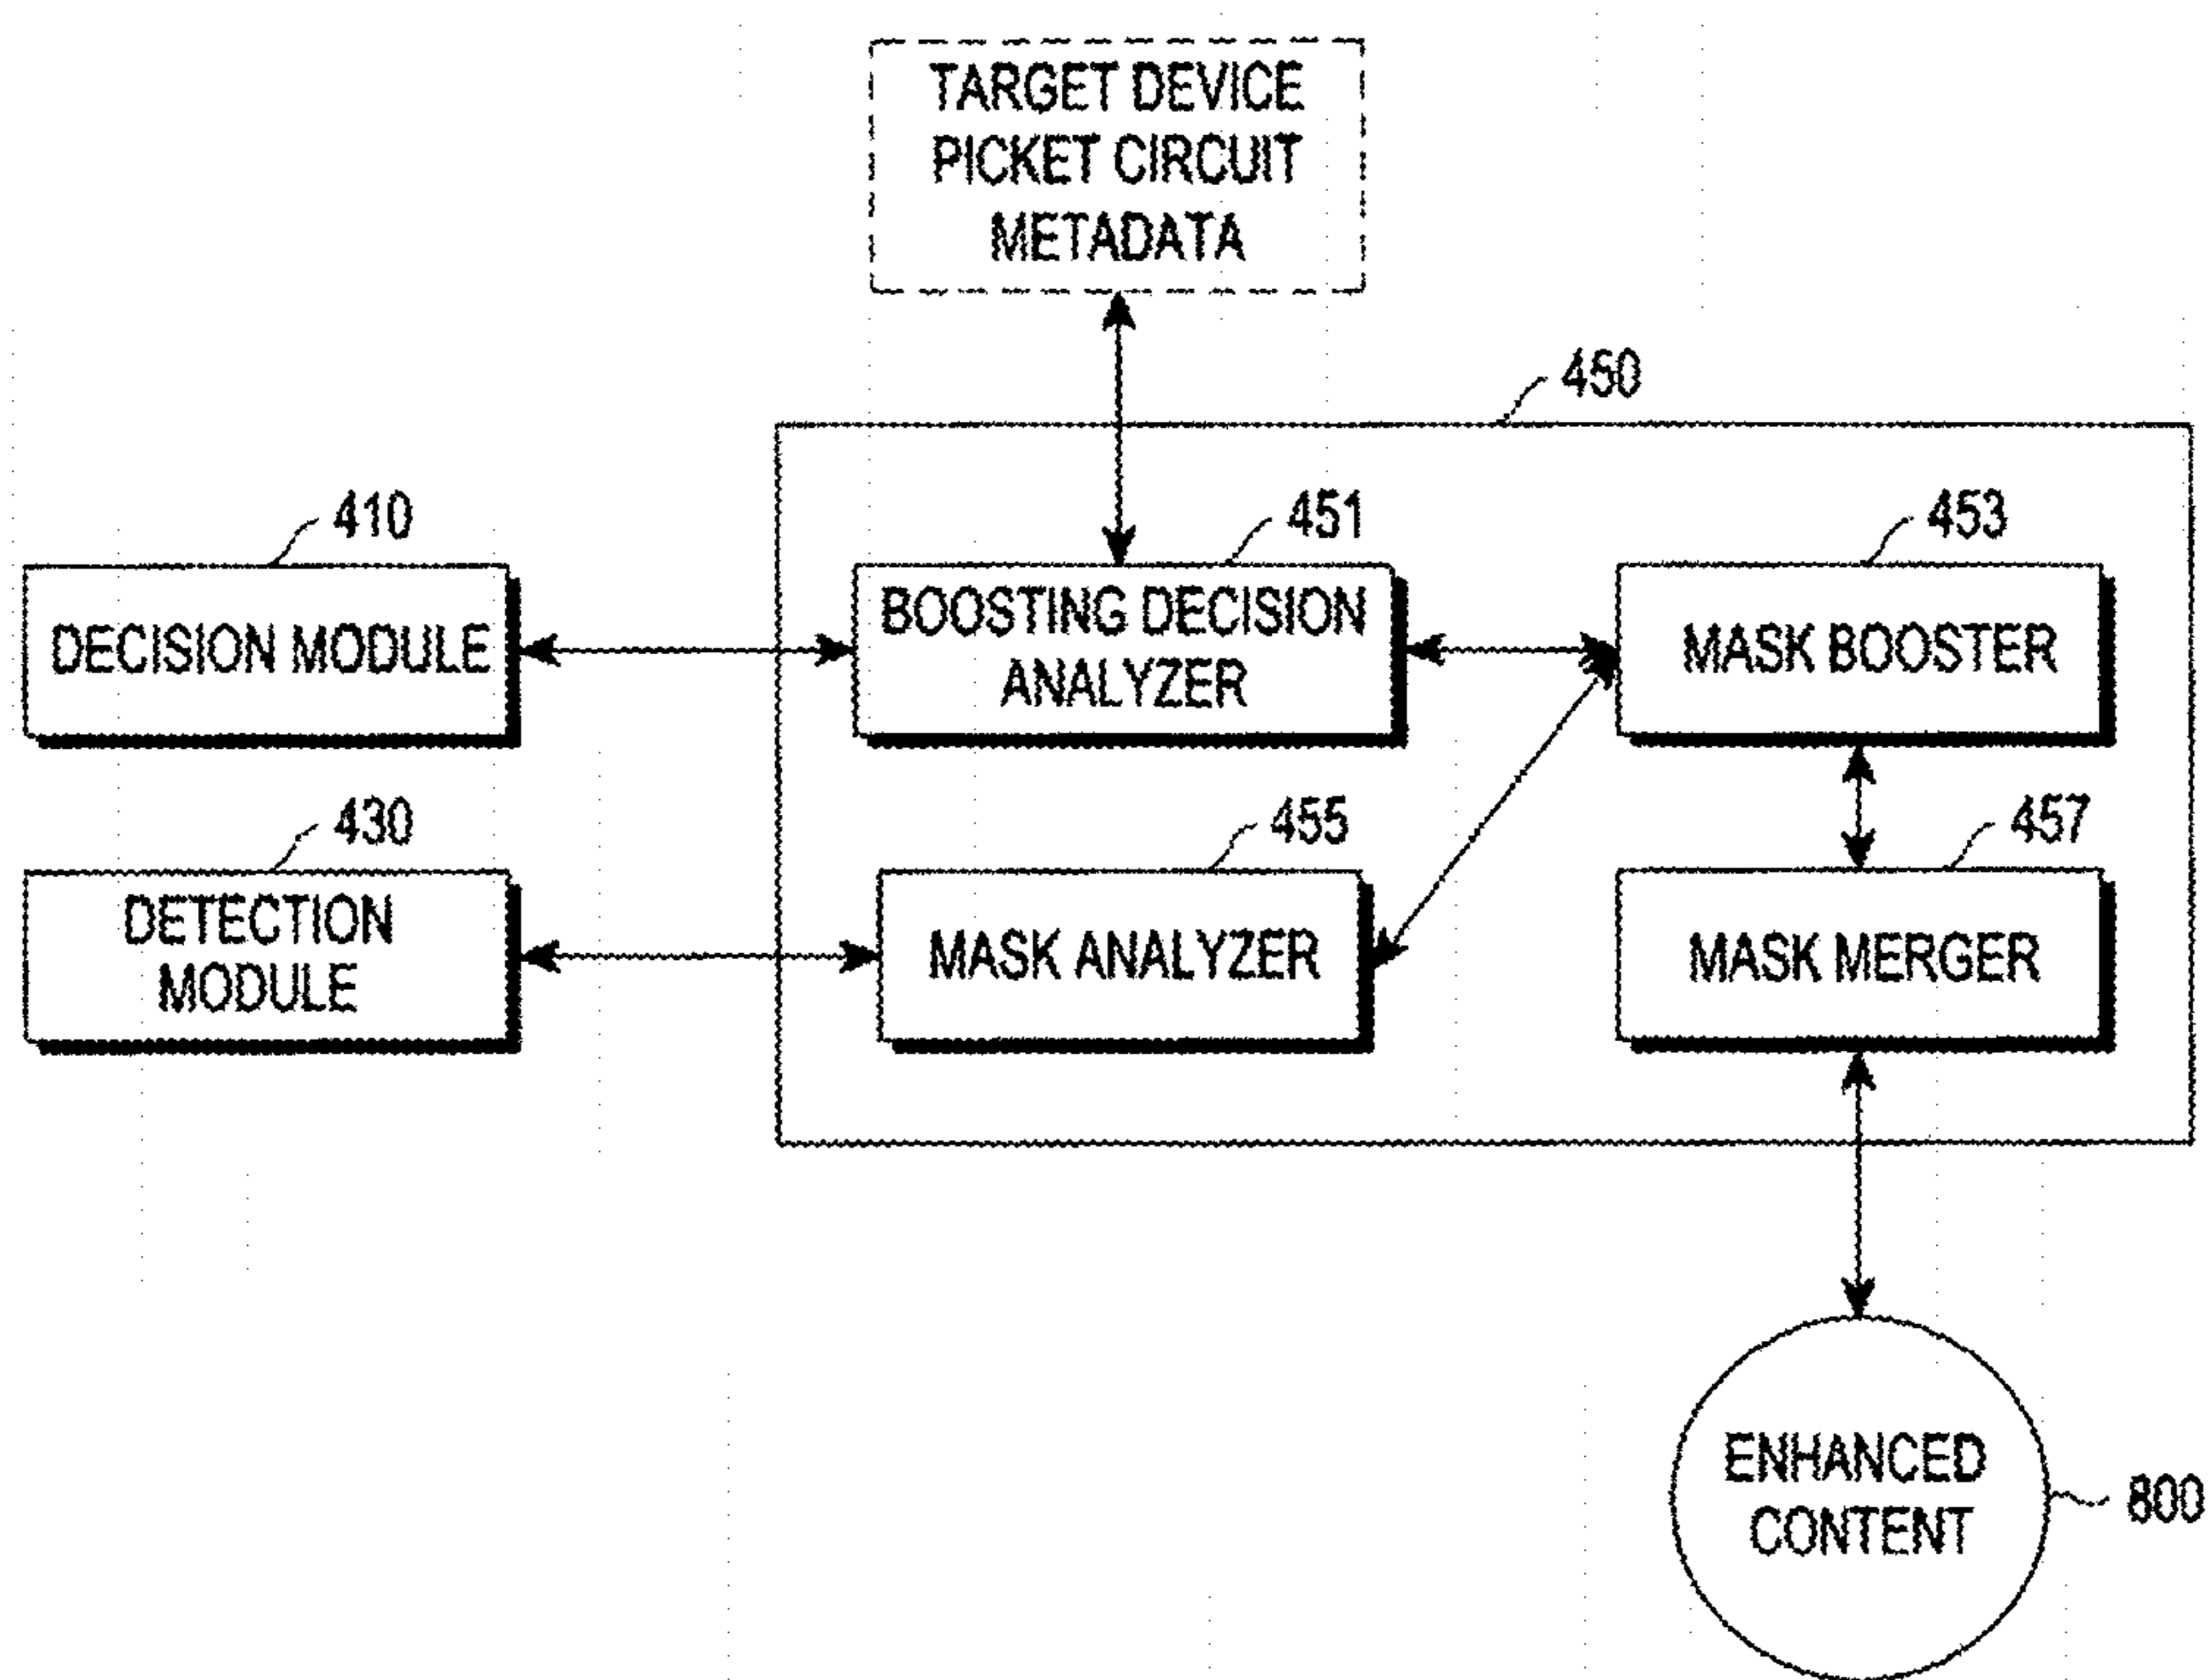 TARGET DEVICE
PICKET CIRCUIT
METADATA
450
410
451
453
DECISION MODULE
BOOSTING DECISION
ANALYZER
MASK BOOSTER
430
455
457
DETECTION
MODULE
MASK ANALYZER
MASK MERGER
ENHANCED
CONTENT
800